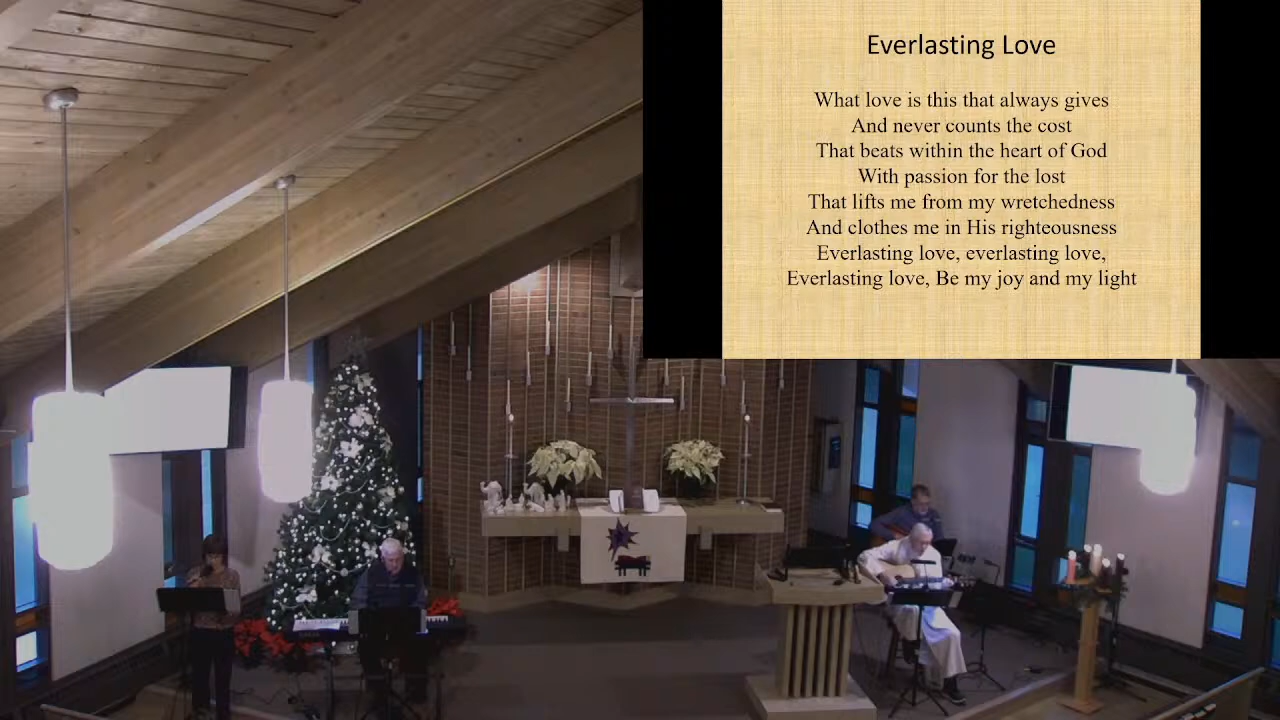 Everlasting Love
What love is this that always gives
And never counts the cost
That beats within the heart of God
With passion for the lost
That lifts me from my wretchedness
And clothes me in His righteousness
Everlasting love, everlasting love,
Everlasting love, Be my joy and my light